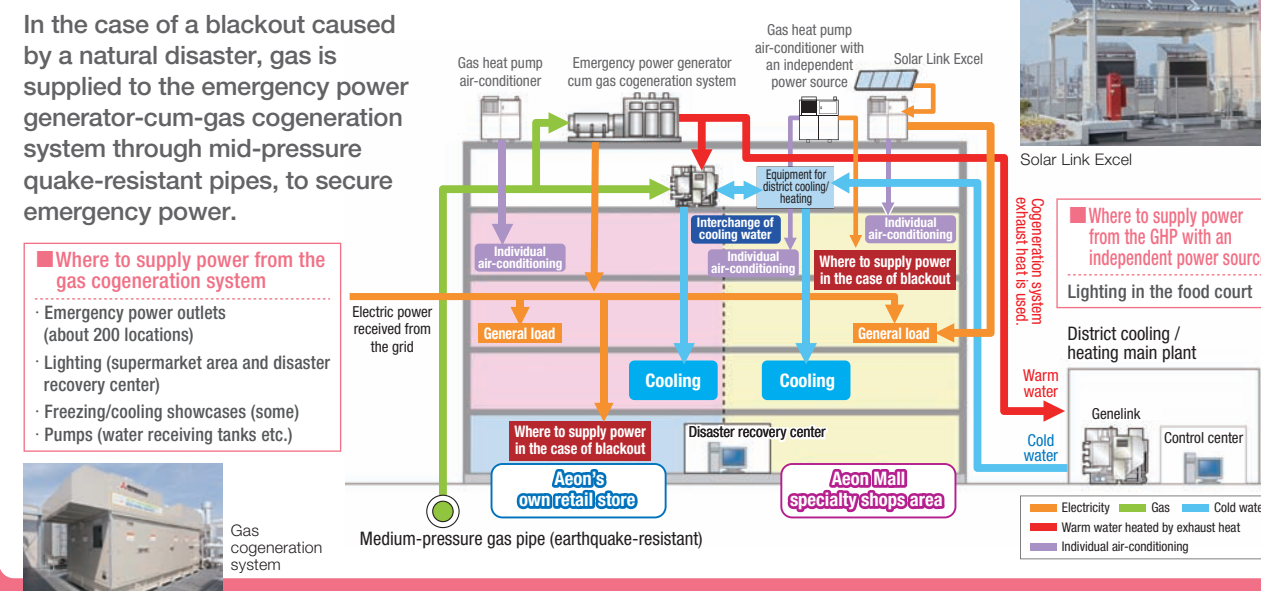 In the case of a blackout caused
by a natural disaster, gas is
supplied to the emergency power
generator-cum-gas cogeneration
system through mid-pressure
quake-resistant pipes, to secure
emergency power.
■Where to supply power from the
gas cogeneration system
· Emergency power outlets
(about 200 locations)
· Lighting (supermarket area and disaster
recovery center)
· Freezing/cooling showcases (some)
· Pumps (water receiving tanks etc.)
Gas
cogeneration
system
Gas heat pump
air-conditioner
Emergency power generator
cum gas cogeneration system
Gas heat pump
air-conditioner with
an independent
power source
Solar Link Excel
Equipment for
district cooling/
heating
Interchange of
cooling water
Individual
air-conditioning
Individual
air-conditioning
Individual
air-conditioning
Where to supply power
in the case of blackout
Electric power
received from
the grid
General load
General load
Cooling
Cooling
Where to supply power
in the case of blackout
Disaster recovery center
Aeon's
own retail store
Aeon Mall
specialty shops area
Medium-pressure gas pipe (earthquake-resistant)
Solar Link Excel
Cogeneration system
exhaust heat is used.
■Where to supply power
from the GHP with an
independent power sourc
Lighting in the food court
District cooling /
heating main plant
Warm
water
Cold
water
Genelink
Control center
Electricity
Gas
Cold wate
Warm water heated by exhaust heat
Individual air-conditioning